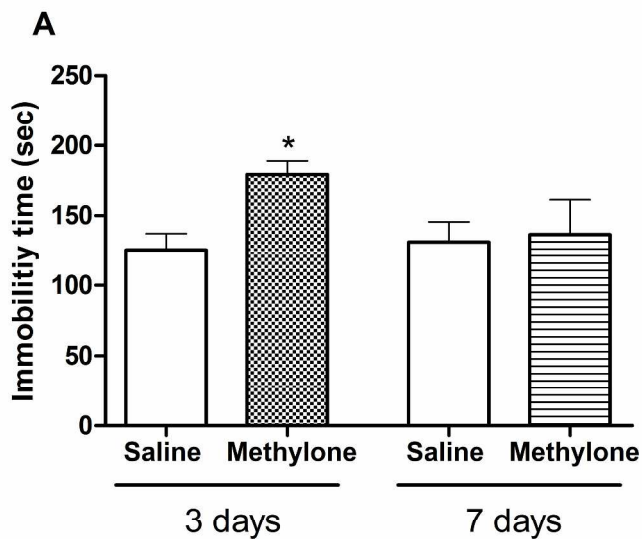 A
Immobilitiy time (sec)
250
200
150
100
50
0
*
Saline Methylone Saline Methylone
3 days 7 days